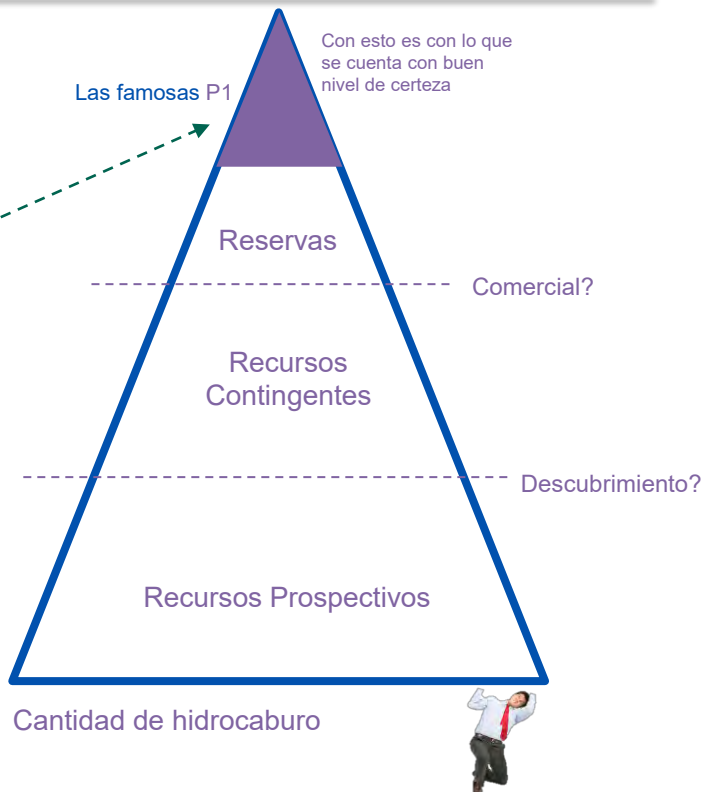 Con esto es con lo que
se cuenta con buen
nivel de certeza
Las famosas P1
Reservas
Comercial?
Recursos
Contingentes
Descubrimiento?
Recursos Prospectivos
Cantidad de hidrocaburo